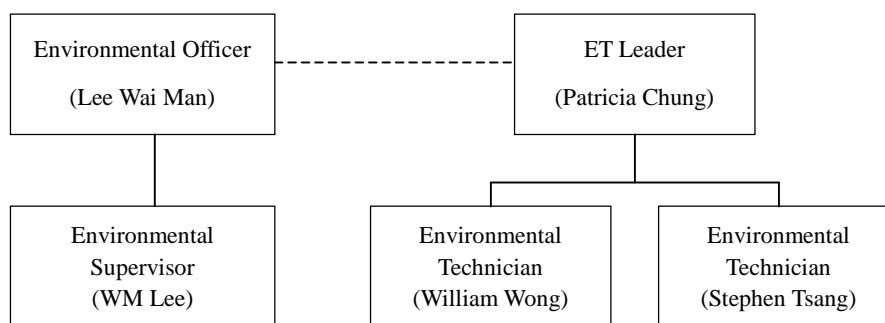 Environmental Officer
(Lee Wai Man)
ET Leader
(Patricia Chung)
Environmental
Supervisor
(WM Lee)
Environmental
Technician
(William Wong)
Environmental
Technician
(Stephen Tsang)